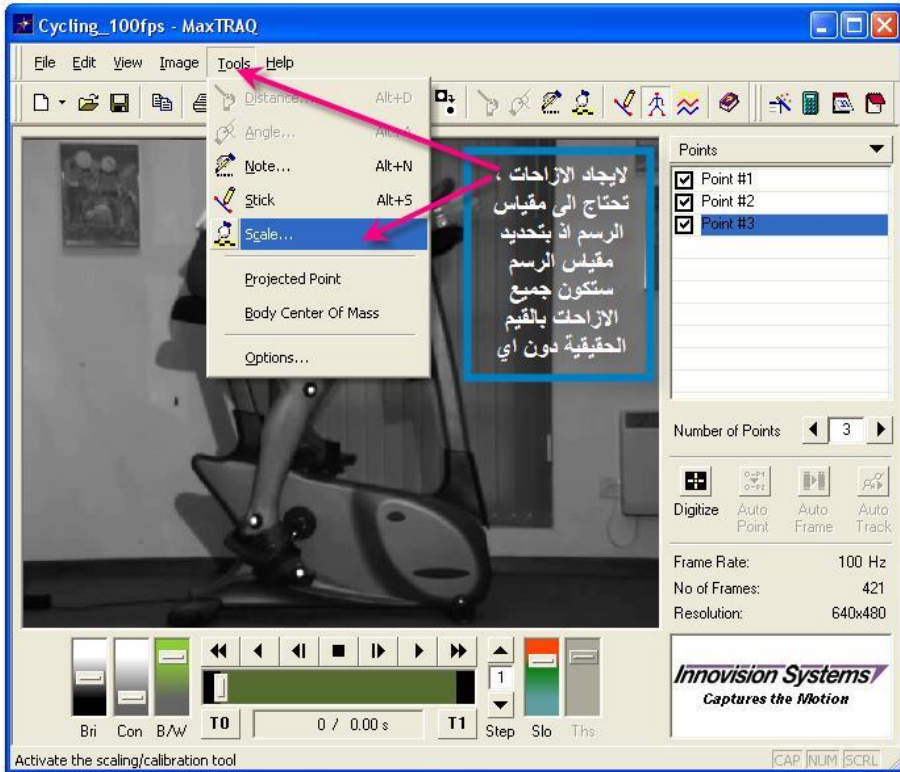 Cycling_100fps - MaxTRAQ
File Edit View Image Tools Help
Distance... Alt+D
Angle... Alt+A
Note... Alt+N
Stick Alt+S
Scale...
Projected Point
Body Center Of Mass
Options...
لايجاد الازاحات ،
تحتاج الى مقياس
الرسم اذ بتحديد
مقياس الرسم
ستكون جميع
الازاحات بالقيم
الحقيقية دون اي
Points
Point #1
Point #2
Point #3
Number of Points 3
Digitize Auto Point Auto Frame Auto Track
Frame Rate: 100 Hz
No of Frames: 421
Resolution: 640x480
Innovision Systems
Captures the Motion
1
T0 0 / 0.00 s T1
Bri Con B/W Step Slo Ths
Activate the scaling/calibration tool CAP NUM SCRL